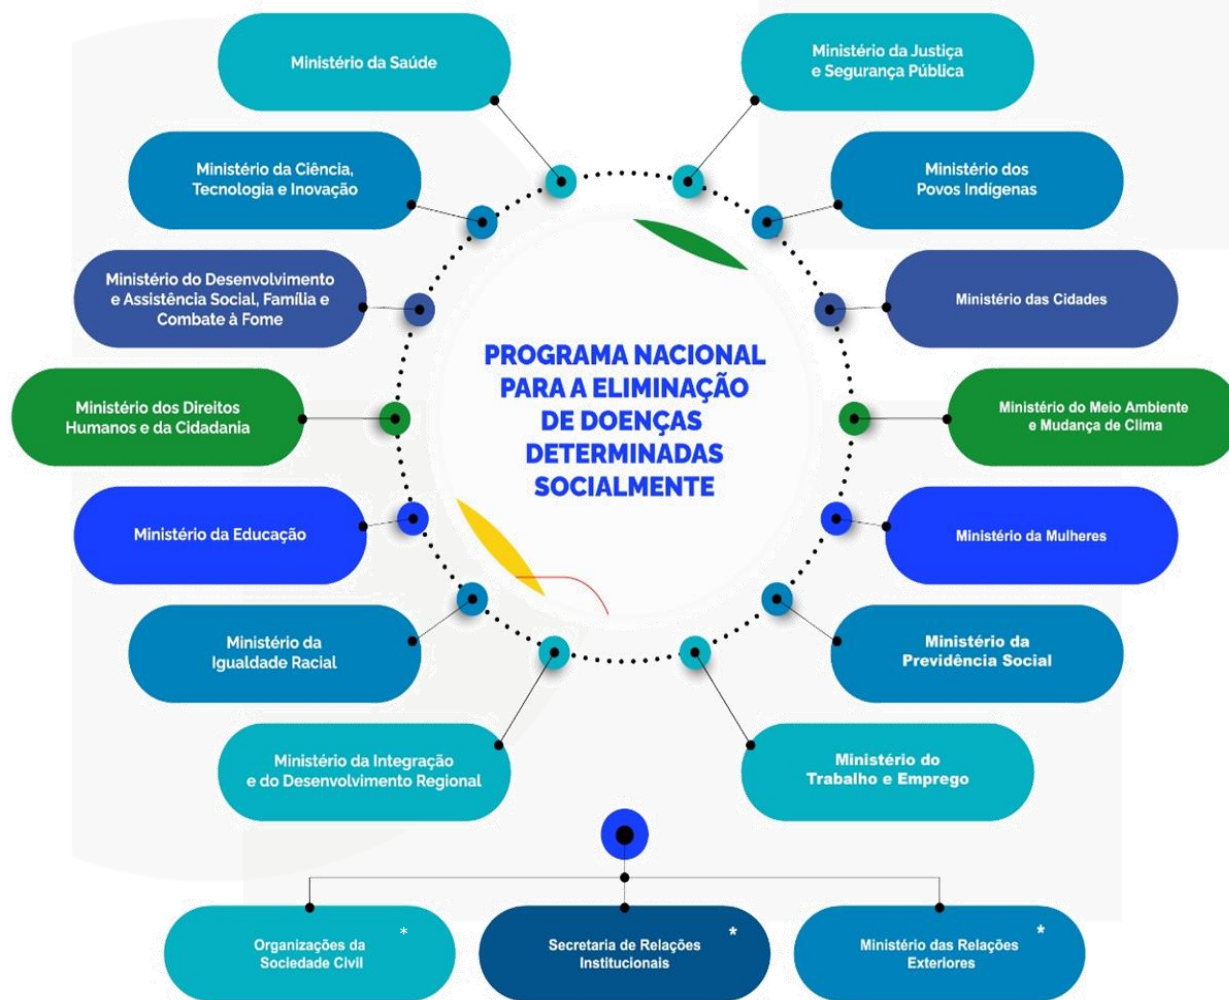 Ministério da Saúde
Ministério da Justiça
e Segurança Pública
Ministério da Ciência,
Tecnologia e Inovação
Ministério dos
Povos Indígenas
Ministério do Desenvolvimento
e Assistência Social, Família e
Combate à Fome
Ministério das Cidades
PROGRAMA NACIONAL
PARA A ELIMINAÇÃO
DE DOENÇAS
DETERMINADAS
SOCIALMENTE
Ministério dos Direitos
Humanos e da Cidadania
Ministério do Meio Ambiente
e Mudança de Clima
Ministério da Educação
Ministério da Mulheres
Ministério da
Igualdade Racial
Ministério da
Previdência Social
Ministério da Integração
e do Desenvolvimento Regional
Ministério do
Trabalho e Emprego
Organizações da *
Sociedade Civil
Secretaria de Relações *
Institucionais
Ministério das Relações *
Exteriores